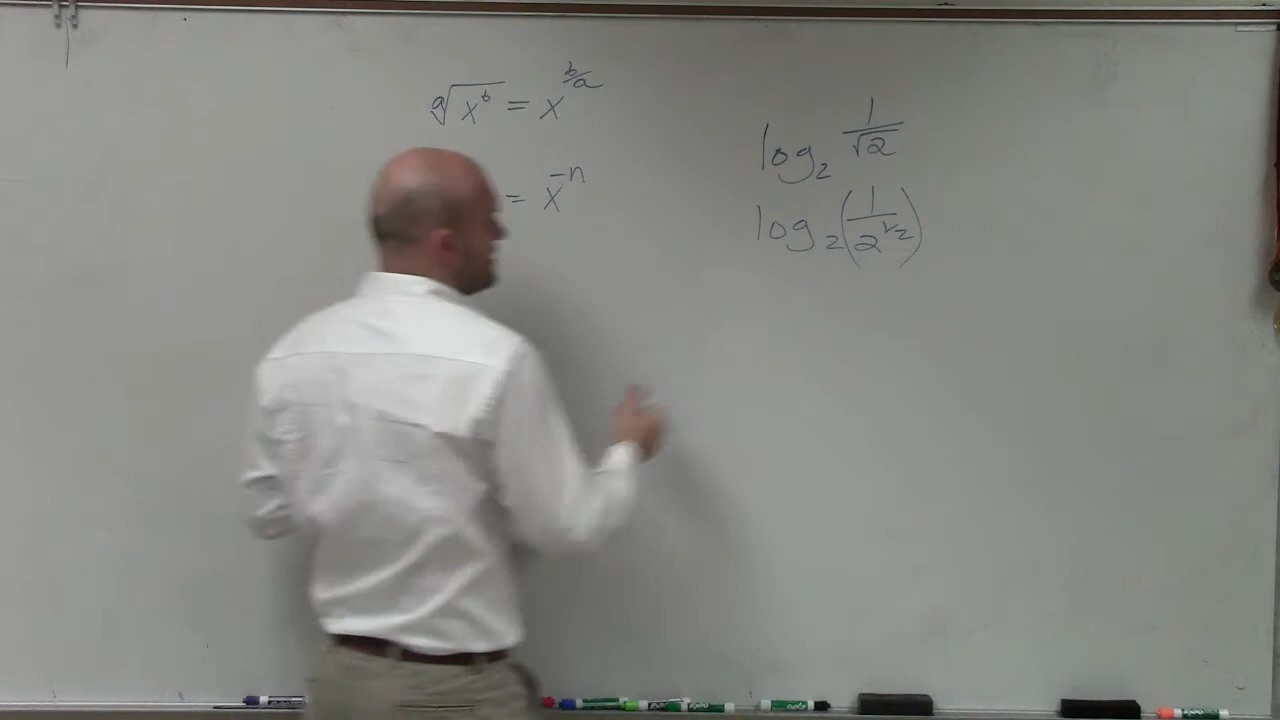 ᵃ√x^b = x^(b/a)
= x^-n
log₂ 1/√2
log₂(1/2^(1/2))